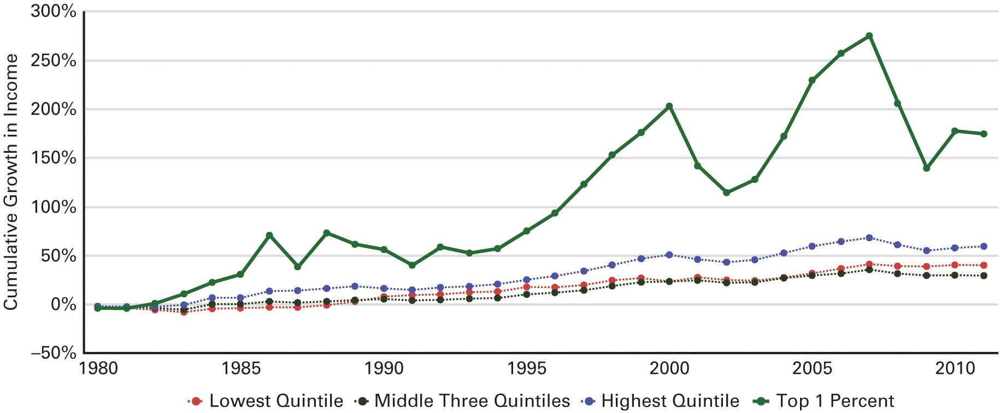 300%
250%
200%
150%
100%
50%
0%
–50%
Cumulative Growth in Income
1980 1985 1990 1995 2000 2005 2010
Lowest Quintile Middle Three Quintiles Highest Quintile Top 1 Percent